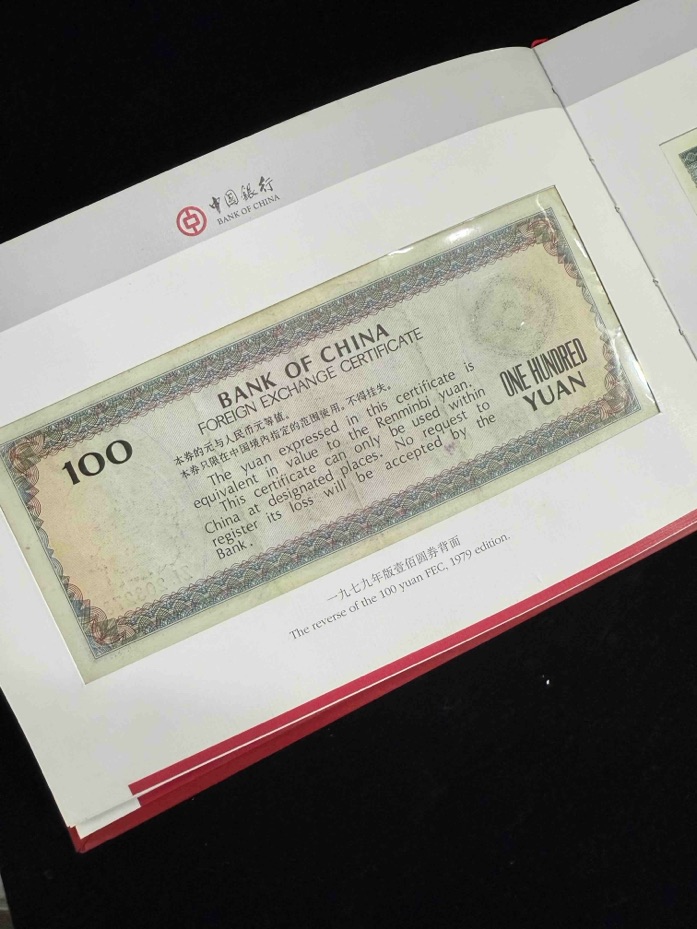 中国银行
BANK OF CHINA
BANK OF CHINA
FOREIGN EXCHANGE CERTIFICATE
100
本券的元与人民币元等值。
本券只限在中国境内指定的范围使用。不得挂失。
The yuan expressed in this certificate is
equivalent in value to the Renminbi yuan.
This certificate can only be used within
China at designated places. No request to
register its loss will be accepted by the
Bank.
ONE HUNDRED
YUAN
一九七九年版壹佰圆券背面
The reverse of the 100 yuan FEC, 1979 edition.